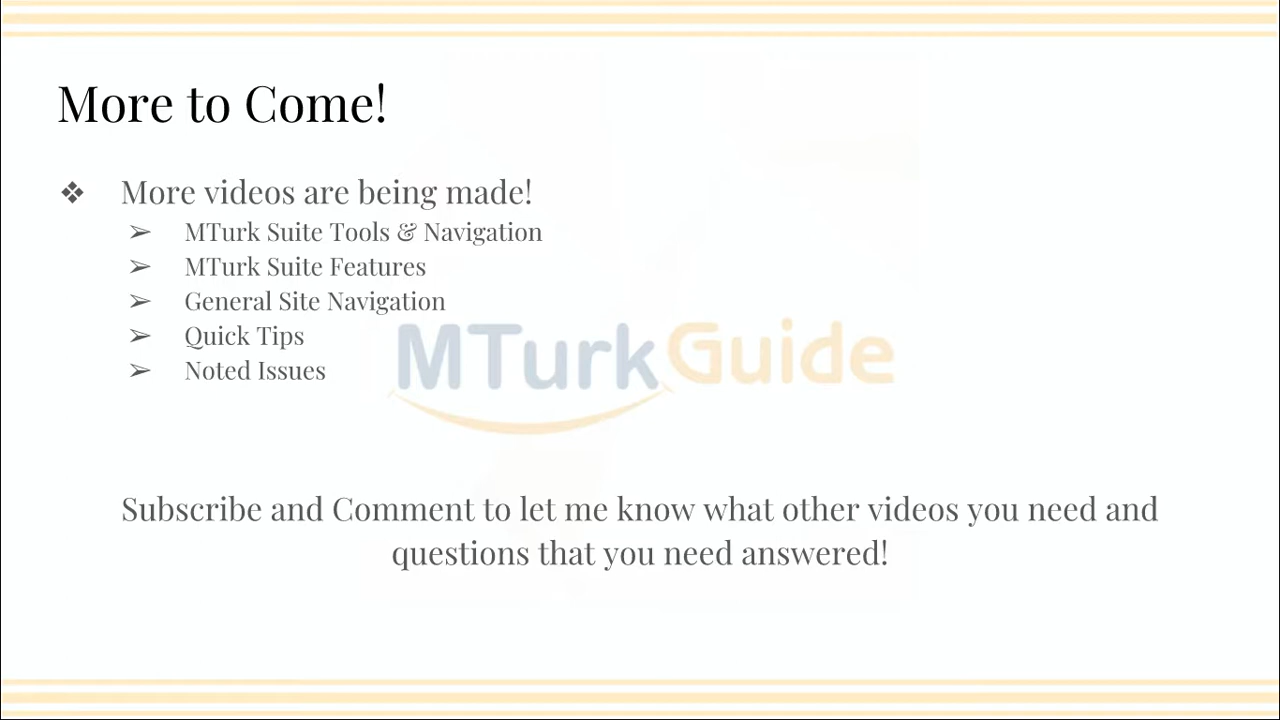 More to Come!
❖ More videos are being made!
➢ MTurk Suite Tools & Navigation
➢ MTurk Suite Features
➢ General Site Navigation
➢ Quick Tips
➢ Noted Issues
MTurkGuide
Subscribe and Comment to let me know what other videos you need and
questions that you need answered!